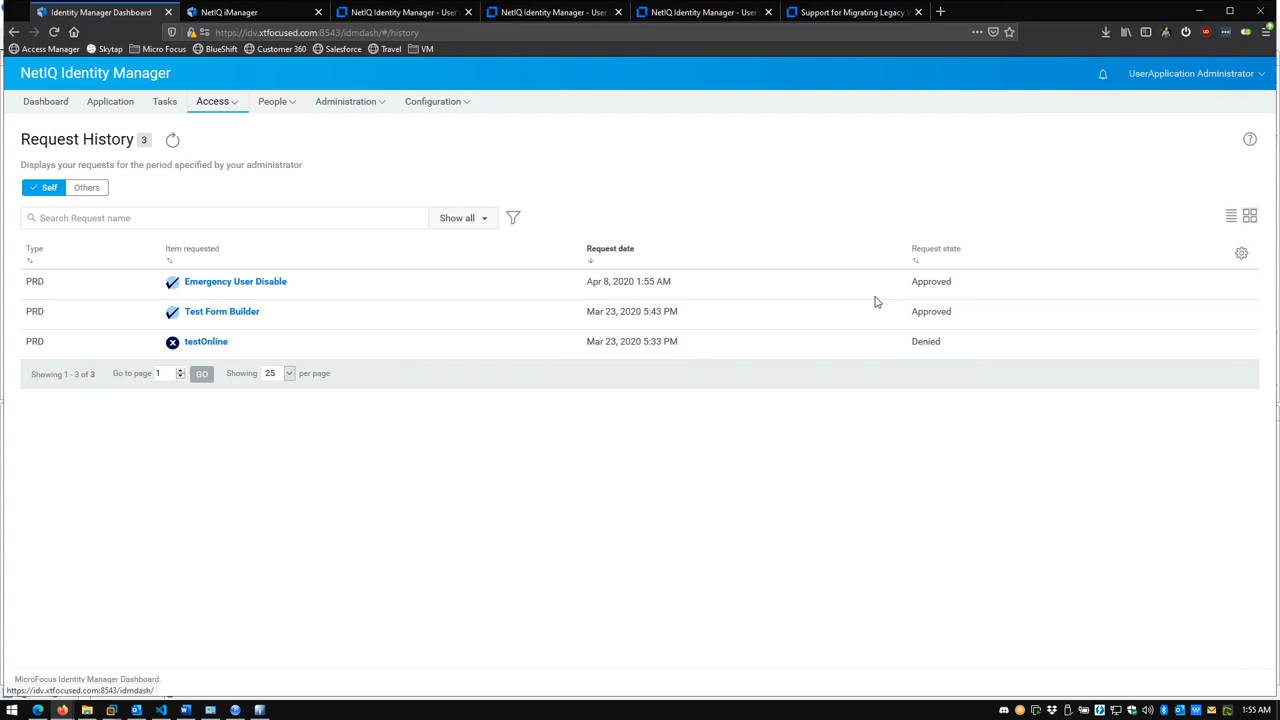 Identity Manager Dashboard
NetIQ iManager
NetIQ Identity Manager - User'
NetIQ Identity Manager - User'
NetIQ Identity Manager - User'
Support for Migrating Legacy W
https://idv.xtfocused.com:8543/idmdash/#/history
Access Manager
Skytap
Micro Focus
BlueShift
Customer 360
Salesforce
Travel
VM
NetIQ Identity Manager
UserApplication Administrator
Dashboard
Application
Tasks
Access
People
Administration
Configuration
Request History 3
Displays your requests for the period specified by your administrator
Self
Others
Search Request name
Show all
Type
Item requested
Request date
Request state
PRD Emergency User Disable Apr 8, 2020 1:55 AM Approved
PRD Test Form Builder Mar 23, 2020 5:43 PM Approved
PRD testOnline Mar 23, 2020 5:33 PM Denied
Showing 1 - 3 of 3
Go to page 1
GO
Showing 25 per page
MicroFocus Identity Manager Dashboard.
https://idv.xtfocused.com:8543/idmdash/
1:55 AM